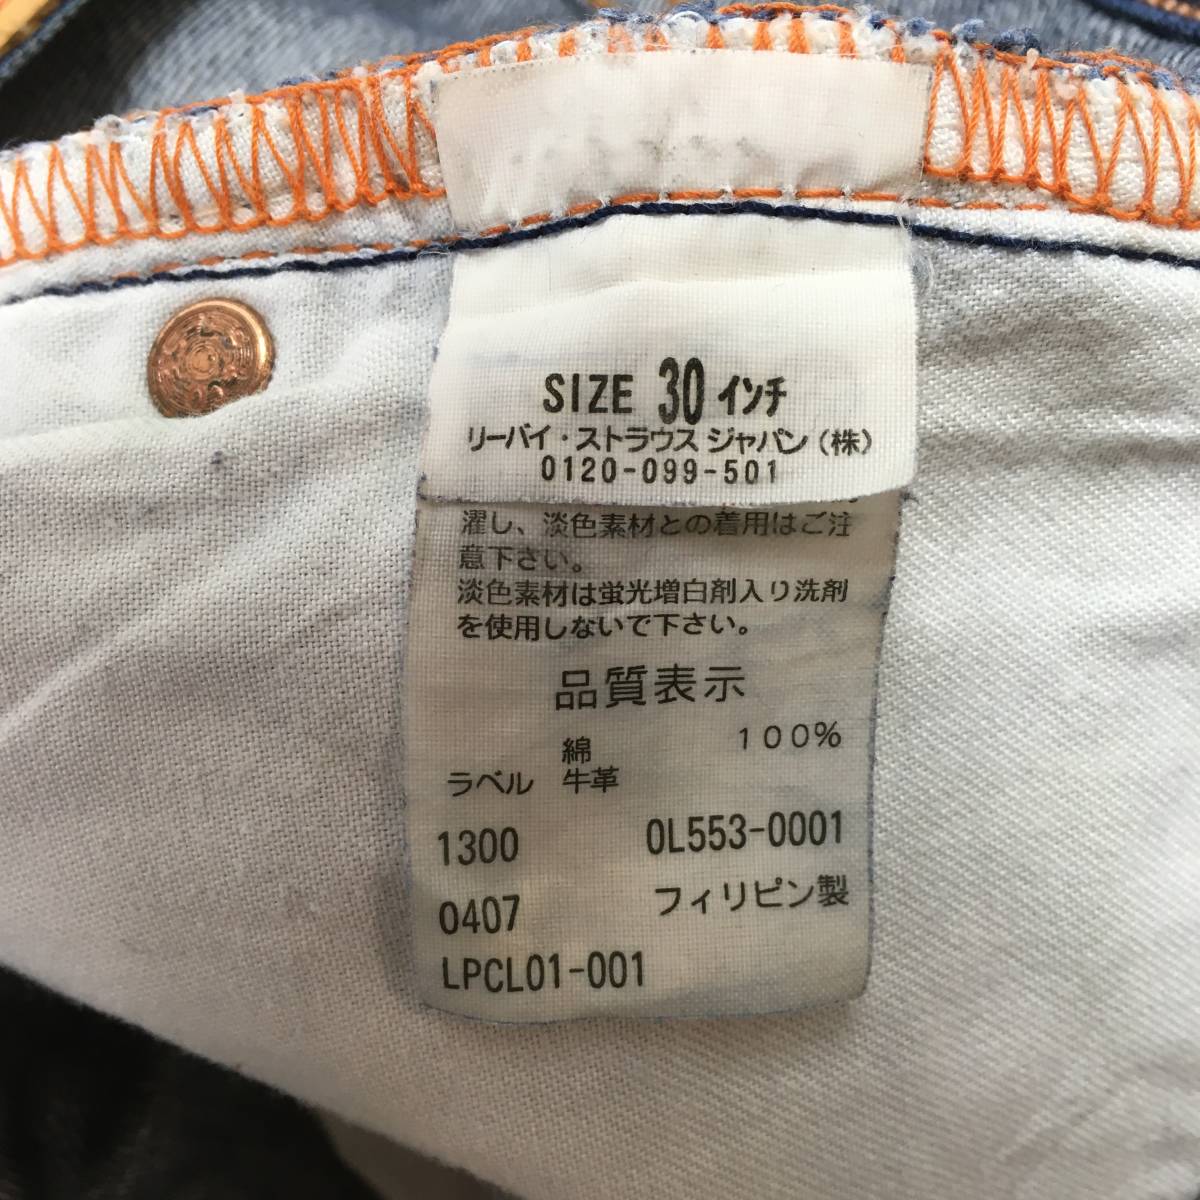 SIZE 30 インチ
リーバイ・ストラウス ジャパン(株)
0120-099-501
濯し、淡色素材との着用はご注
意下さい。
淡色素材は蛍光増白剤入り洗剤
を使用しないで下さい。
品質表示
綿 100%
ラベル 牛革
1300 0L553-0001
0407 フィリピン製
LPCL01-001